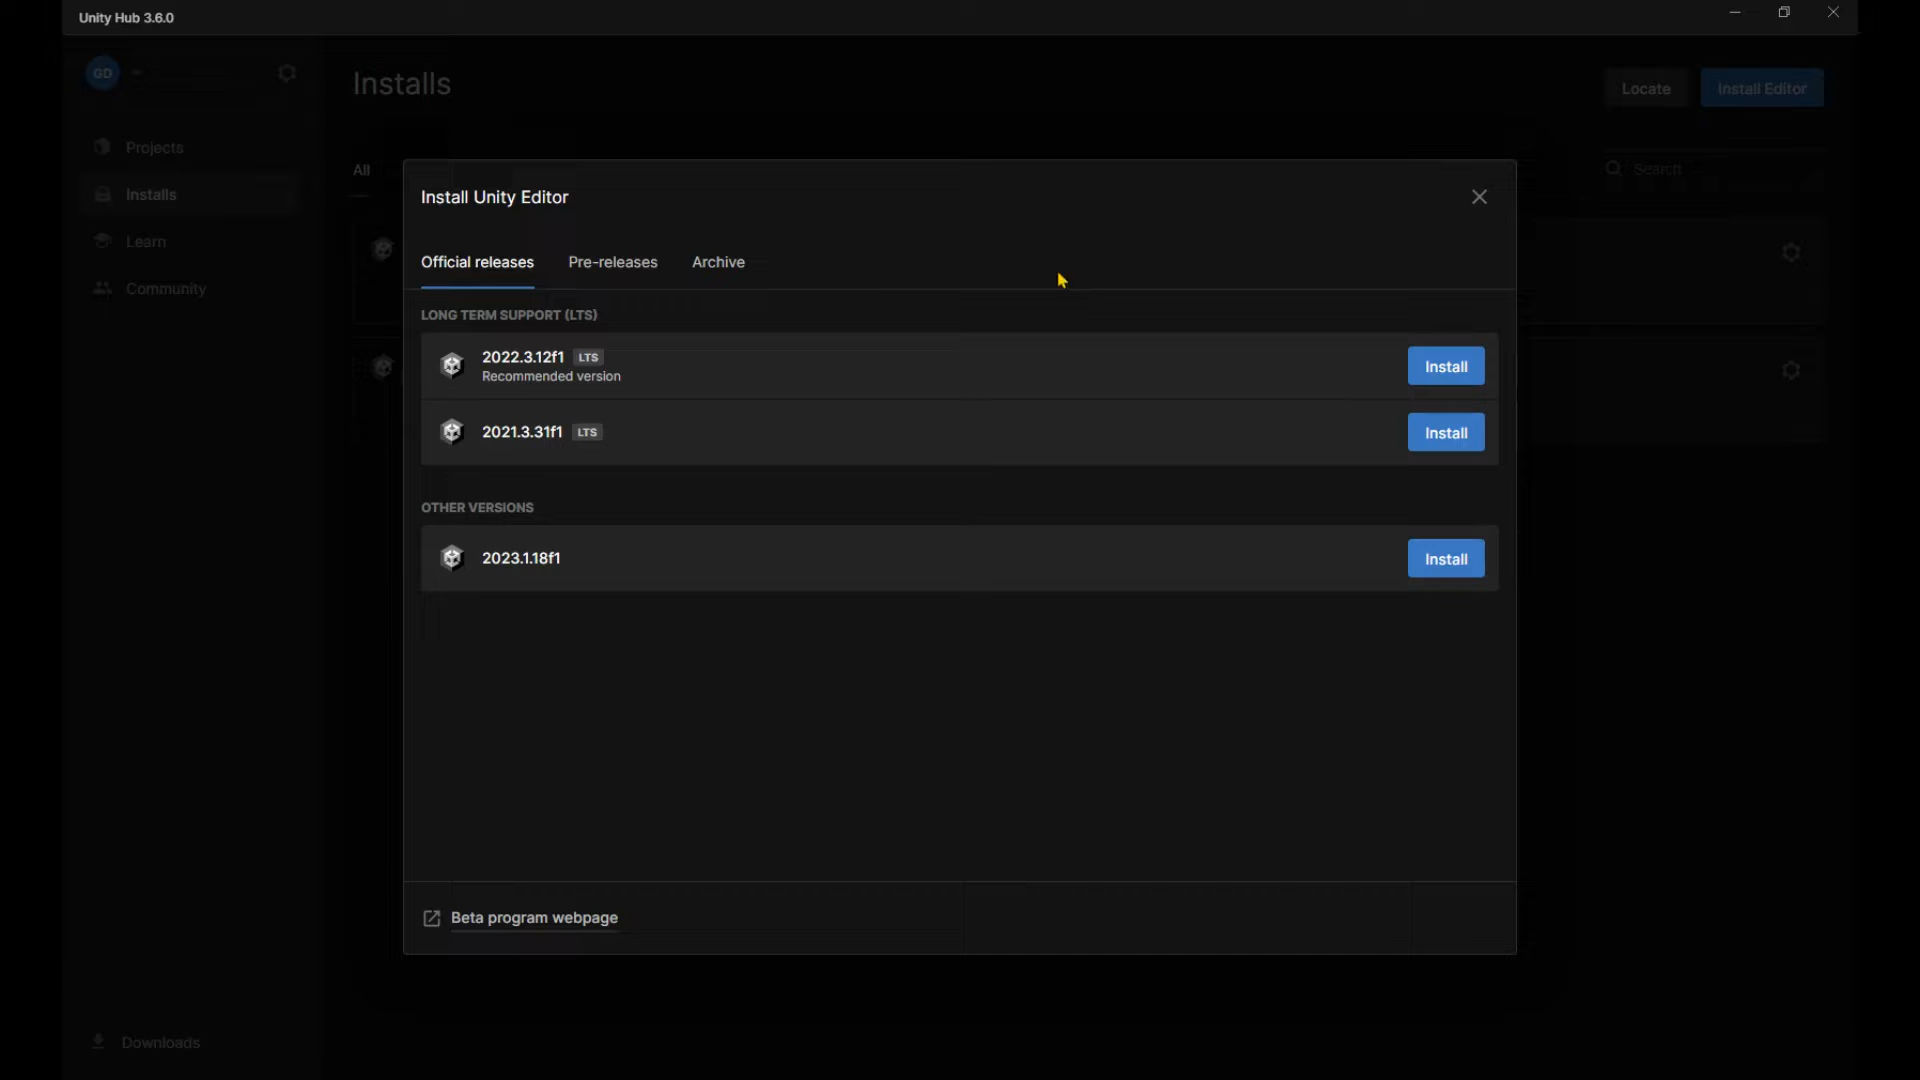 Unity Hub 3.6.0
GD
Installs
Locate
Install Editor
Projects
Installs
Learn
Community
All
Search
Install Unity Editor
Official releases
Pre-releases
Archive
LONG TERM SUPPORT (LTS)
2022.3.12f1 LTS
Recommended version
Install
2021.3.31f1 LTS
Install
OTHER VERSIONS
2023.1.18f1
Install
Beta program webpage
Downloads